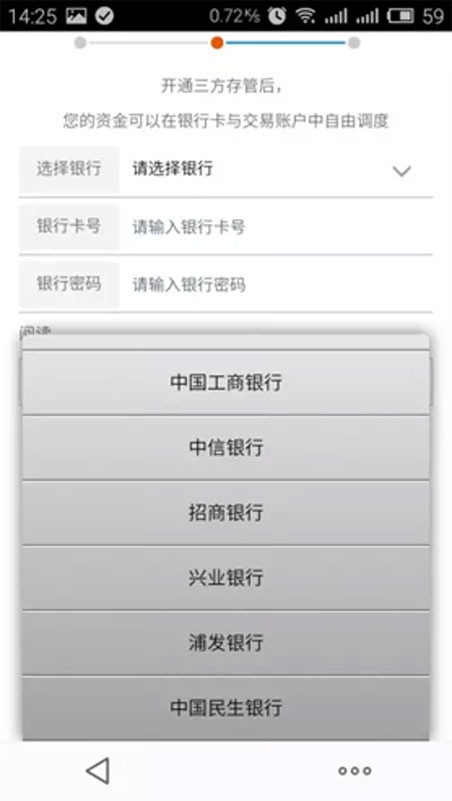 14:25 0.72K/s 59
开通三方存管后，
您的资金可以在银行卡与交易账户中自由调度
选择银行 请选择银行
银行卡号 请输入银行卡号
银行密码 请输入银行密码
阅读
中国工商银行
中信银行
招商银行
兴业银行
浦发银行
中国民生银行